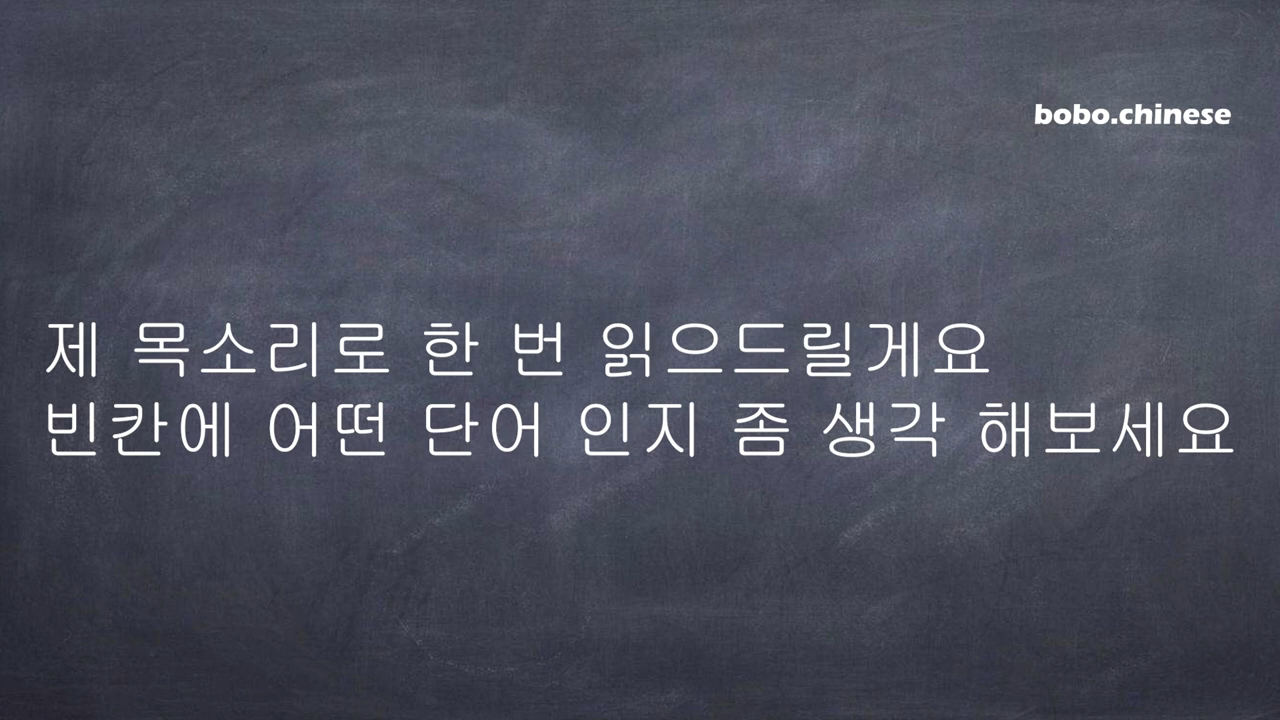 bobo.chinese
제 목소리로 한 번 읽으드릴게요
빈칸에 어떤 단어 인지 좀 생각 해보세요